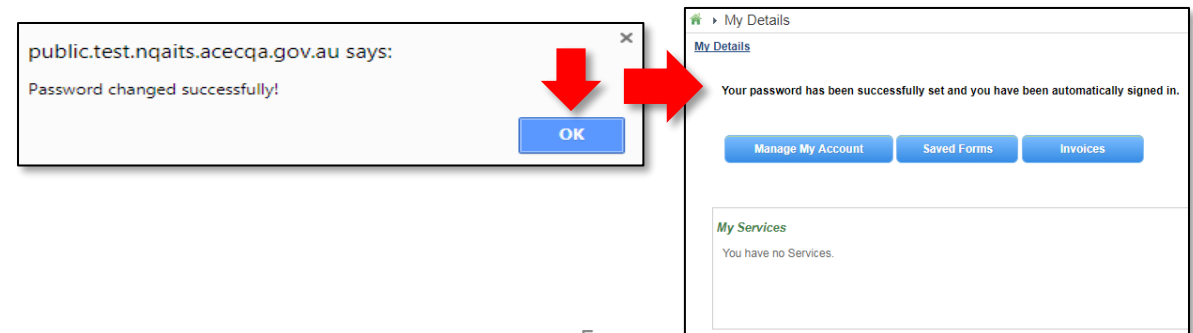 public.test.nqaits.acecqa.gov.au says:
Password changed successfully!
OK
My Details
My Details
Your password has been successfully set and you have been automatically signed in.
Manage My Account Saved Forms Invoices
My Services
You have no Services.